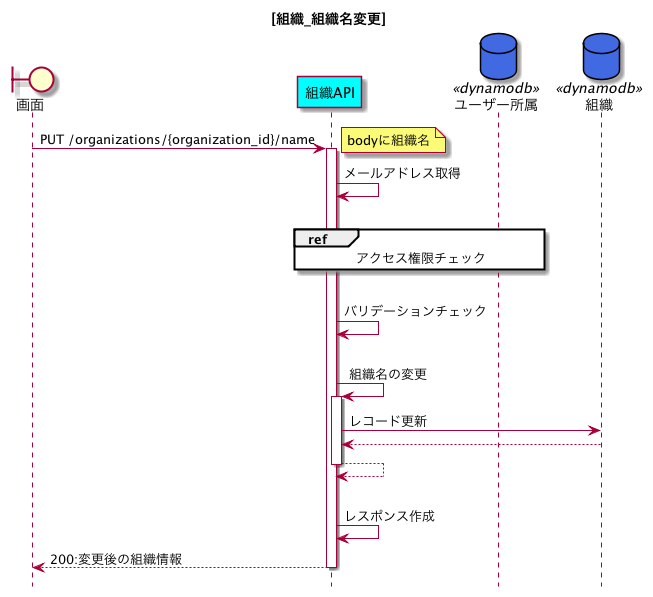 [組織_組織名変更]
画面
組織API
«dynamodb»
ユーザー所属
«dynamodb»
組織
PUT /organizations/{organization_id}/name
bodyに組織名
メールアドレス取得
ref
アクセス権限チェック
バリデーションチェック
組織名の変更
レコード更新
レスポンス作成
200:変更後の組織情報